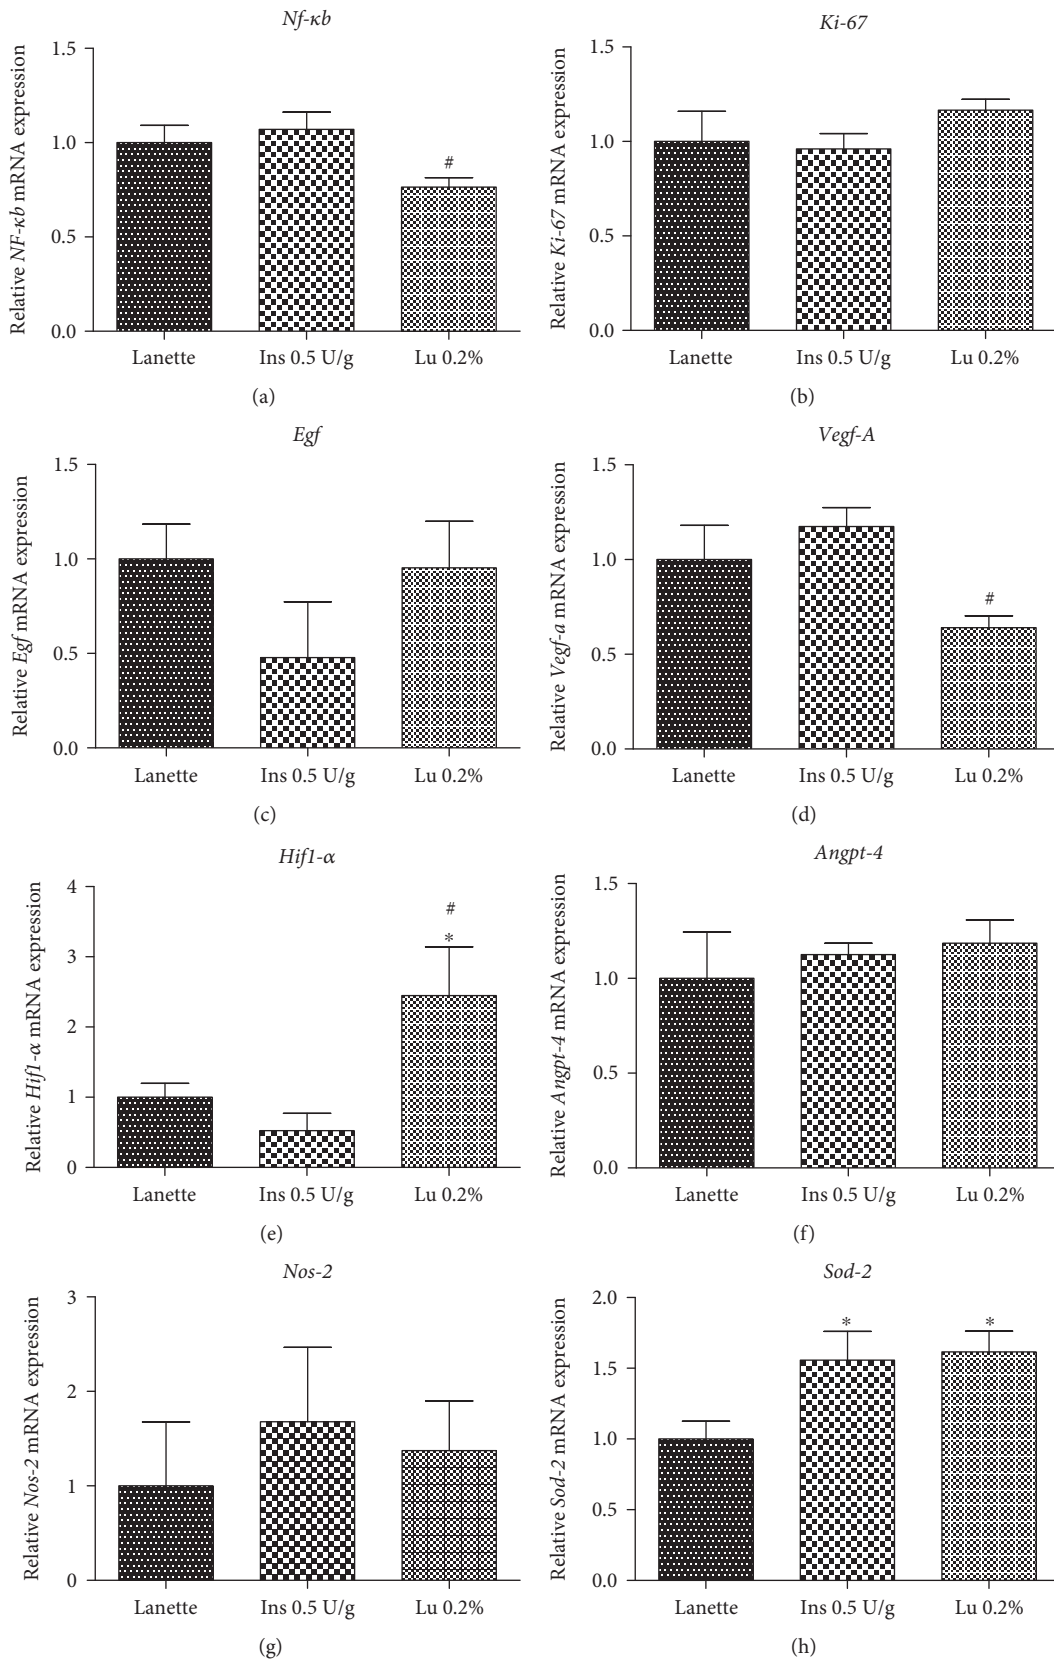 Nf-κb
Relative NF-κb mRNA expression
1.5
1.0
0.5
0.0
#
Lanette Ins 0.5 U/g Lu 0.2%
(a)
Ki-67
Relative Ki-67 mRNA expression
1.5
1.0
0.5
0.0
Lanette Ins 0.5 U/g Lu 0.2%
(b)
Egf
Relative Egf mRNA expression
1.5
1.0
0.5
0.0
Lanette Ins 0.5 U/g Lu 0.2%
(c)
Vegf-A
Relative Vegf-a mRNA expression
1.5
1.0
0.5
0.0
#
Lanette Ins 0.5 U/g Lu 0.2%
(d)
Hif1-α
Relative Hif1-α mRNA expression
4
3
2
1
0
#
*
Lanette Ins 0.5 U/g Lu 0.2%
(e)
Angpt-4
Relative Angpt-4 mRNA expression
1.5
1.0
0.5
0.0
Lanette Ins 0.5 U/g Lu 0.2%
(f)
Nos-2
Relative Nos-2 mRNA expression
3
2
1
0
Lanette Ins 0.5 U/g Lu 0.2%
(g)
Sod-2
Relative Sod-2 mRNA expression
2.0
1.5
1.0
0.5
0.0
* *
Lanette Ins 0.5 U/g Lu 0.2%
(h)